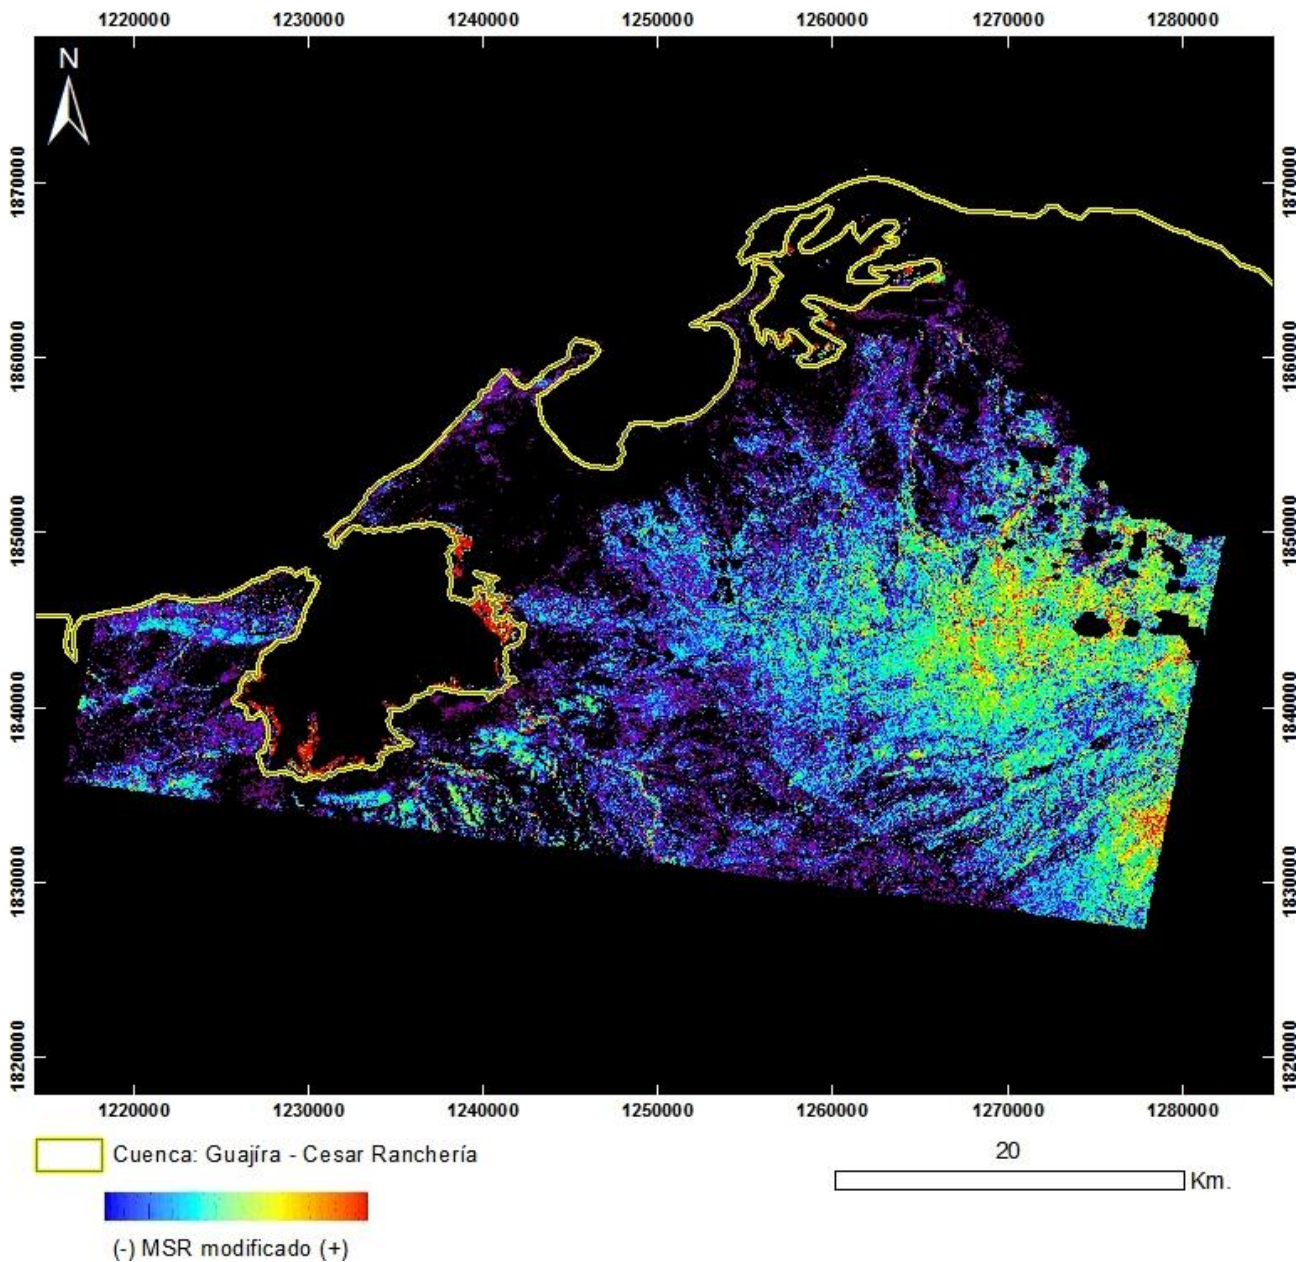 1220000 1230000 1240000 1250000 1260000 1270000 1280000
N
1870000 1870000
1860000 1860000
1850000 1850000
1840000 1840000
1830000 1830000
1820000 1820000
1220000 1230000 1240000 1250000 1260000 1270000 1280000
Cuenca: Guajíra - Cesar Ranchería
20
Km.
(-) MSR modificado (+)